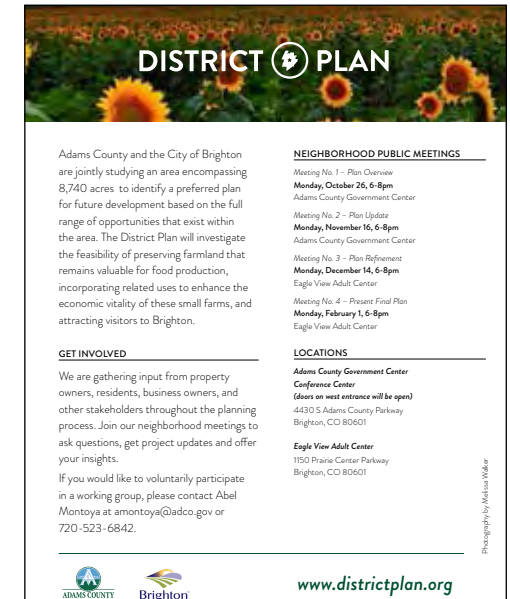 DISTRICT PLAN
Adams County and the City of Brighton
are jointly studying an area encompassing
8,740 acres to identify a preferred plan
for future development based on the full
range of opportunities that exist within
the area. The District Plan will investigate
the feasibility of preserving farmland that
remains valuable for food production,
incorporating related uses to enhance the
economic vitality of these small farms, and
attracting visitors to Brighton.
GET INVOLVED
We are gathering input from property
owners, residents, business owners, and
other stakeholders throughout the planning
process. Join our neighborhood meetings to
ask questions, get project updates and offer
your insights.
If you would like to voluntarily participate
in a working group, please contact Abel
Montoya at amontoya@adco.gov or
720-523-6842.
NEIGHBORHOOD PUBLIC MEETINGS
Meeting No. 1 – Plan Overview
Monday, October 26, 6-8pm
Adams County Government Center
Meeting No. 2 – Plan Update
Monday, November 16, 6-8pm
Adams County Government Center
Meeting No. 3 – Plan Refinement
Monday, December 14, 6-8pm
Eagle View Adult Center
Meeting No. 4 – Present Final Plan
Monday, February 1, 6-8pm
Eagle View Adult Center
LOCATIONS
Adams County Government Center
Conference Center
(doors on west entrance will be open)
4430 S Adams County Parkway
Brighton, CO 80601
Eagle View Adult Center
1150 Prairie Center Parkway
Brighton, CO 80601
Photography by Melissa Walker
ADAMS COUNTY
Brighton
www.districtplan.org